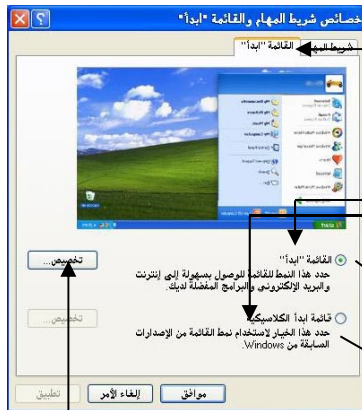 خصائص شريط المهام والقائمة "ابدأ"
شريط المهام
القائمة "ابدأ"
القائمة "ابدأ"
تخصيص...
حدد هذا النمط للقائمة للوصول بسهولة إلى إنترنت
والبريد الإلكتروني والبرامج المفضلة لديك.
قائمة ابدأ الكلاسيكية
تخصيص...
حدد هذا الخيار لاستخدام نمط القائمة من الإصدارات
السابقة من Windows.
موافق
إلغاء الأمر
تطبيق